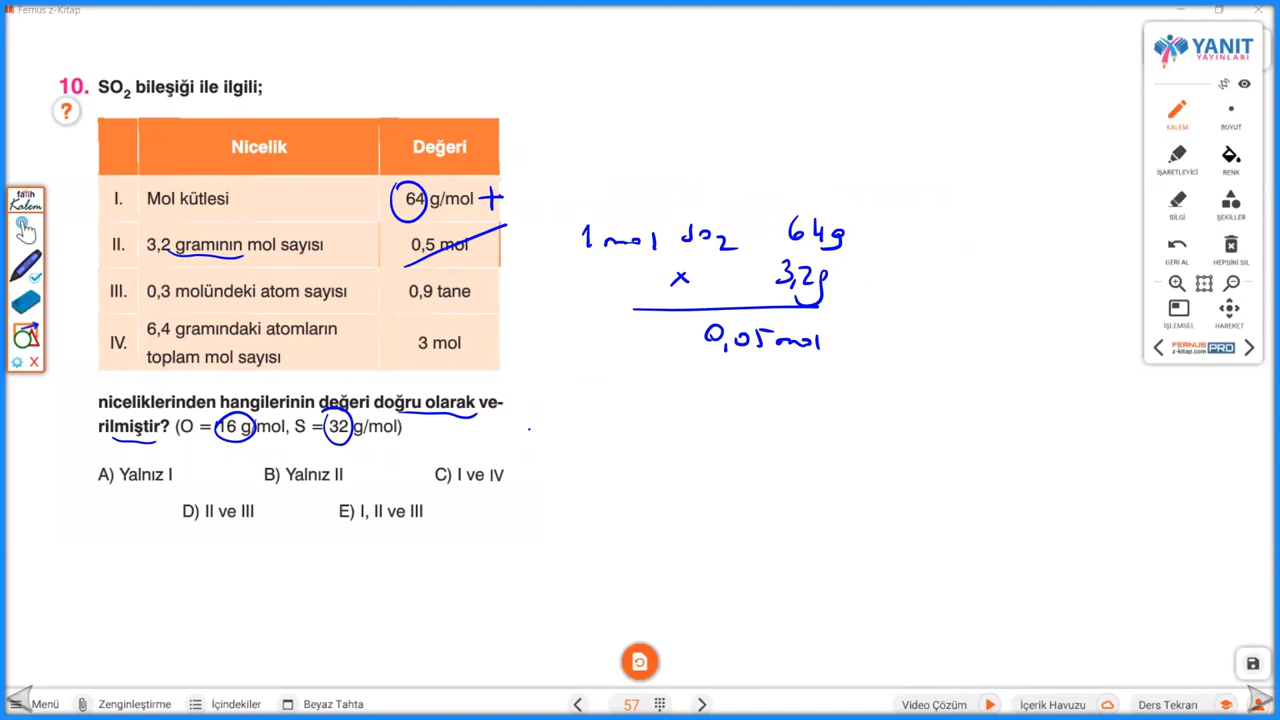 Fernus z-Kitap
YANIT
YAYINLARI
10. SO2 bileşiği ile ilgili;
?
Nicelik Değeri
I. Mol kütlesi 64 g/mol +
II. 3,2 gramının mol sayısı 0,5 mol
III. 0,3 molündeki atom sayısı 0,9 tane
IV. 6,4 gramındaki atomların
toplam mol sayısı 3 mol
niceliklerinden hangilerinin değeri doğru olarak ve-
rilmiştir? (O = 16 g/mol, S = 32 g/mol)
A) Yalnız I B) Yalnız II C) I ve IV
D) II ve III E) I, II ve III
1 mol SO2 64g
x 3,2g
0,05 mol
fatih
Kalem
KALEM BOYUT
İŞARETLEYİCİ RENK
SİLGİ ŞEKİLLER
GERİ AL HEPSİNİ SİL
İŞLEMSEL HAREKET
FERNUS
z-kitap.com PRO
Menü Zenginleştirme İçindekiler Beyaz Tahta 57 Video Çözüm İçerik Havuzu Ders Tekrarı